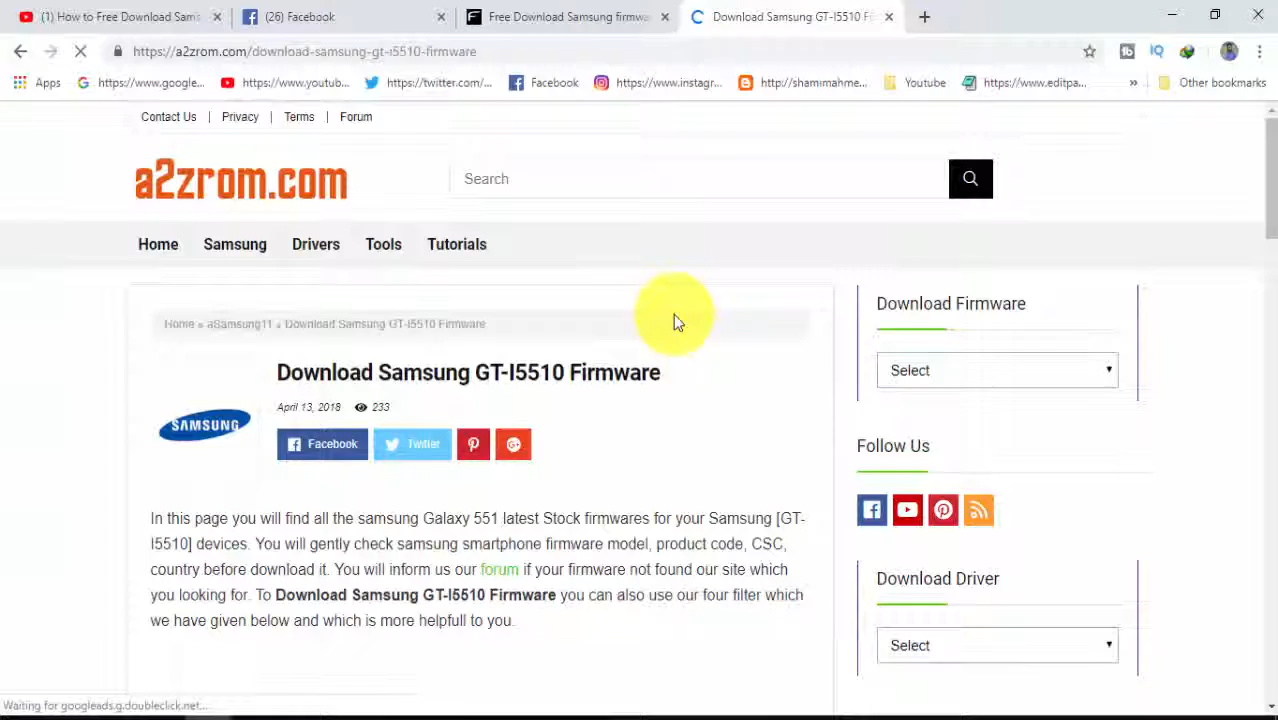 (1) How to Free Download Sams
(26) Facebook
Free Download Samsung firmwa
Download Samsung GT-I5510 F
https://a2zrom.com/download-samsung-gt-i5510-firmware
Apps
https://www.google...
https://www.youtub...
https://twitter.com/...
Facebook
https://www.instagr...
http://shamimahme...
Youtube
https://www.editpa...
»
Other bookmarks
Contact Us | Privacy | Terms | Forum
a2zrom.com
Search
Home Samsung Drivers Tools Tutorials
Home » aSamsung11 » Download Samsung GT-I5510 Firmware
SAMSUNG
Download Samsung GT-I5510 Firmware
April 13, 2018 233
Facebook
Twitter
In this page you will find all the samsung Galaxy 551 latest Stock firmwares for your Samsung [GT-
I5510] devices. You will gently check samsung smartphone firmware model, product code, CSC,
country before download it. You will inform us our forum if your firmware not found our site which
you looking for. To Download Samsung GT-I5510 Firmware you can also use our four filter which
we have given below and which is more helpfull to you.
Download Firmware
Select
Follow Us
Download Driver
Select
Waiting for googleads.g.doubleclick.net...